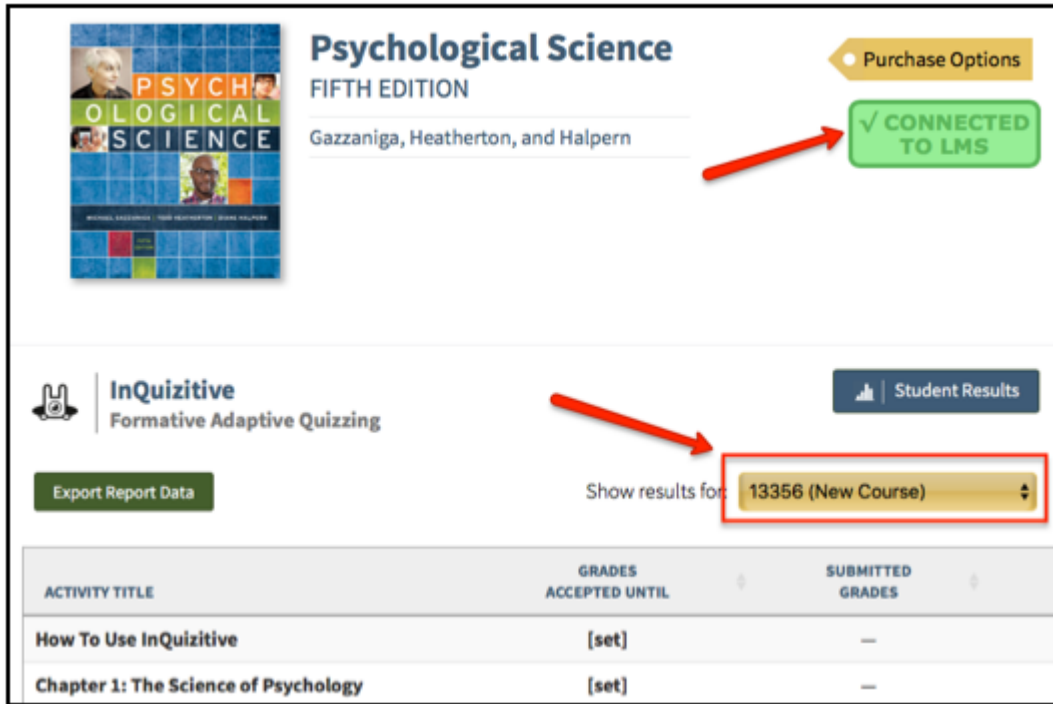 Psychological Science
FIFTH EDITION
Gazzaniga, Heatherton, and Halpern
PSYCH
OLOGICAL
SCIENCE
MICHAEL GAZZANIGA | TODD HEATHERTON | DIANE HALPERN
FIFTH
EDITION
Purchase Options
√ CONNECTED
TO LMS
InQuizitive
Formative Adaptive Quizzing
Student Results
Export Report Data
Show results for 13356 (New Course)
ACTIVITY TITLE
GRADES
ACCEPTED UNTIL
SUBMITTED
GRADES
How To Use InQuizitive [set] —
Chapter 1: The Science of Psychology [set] —